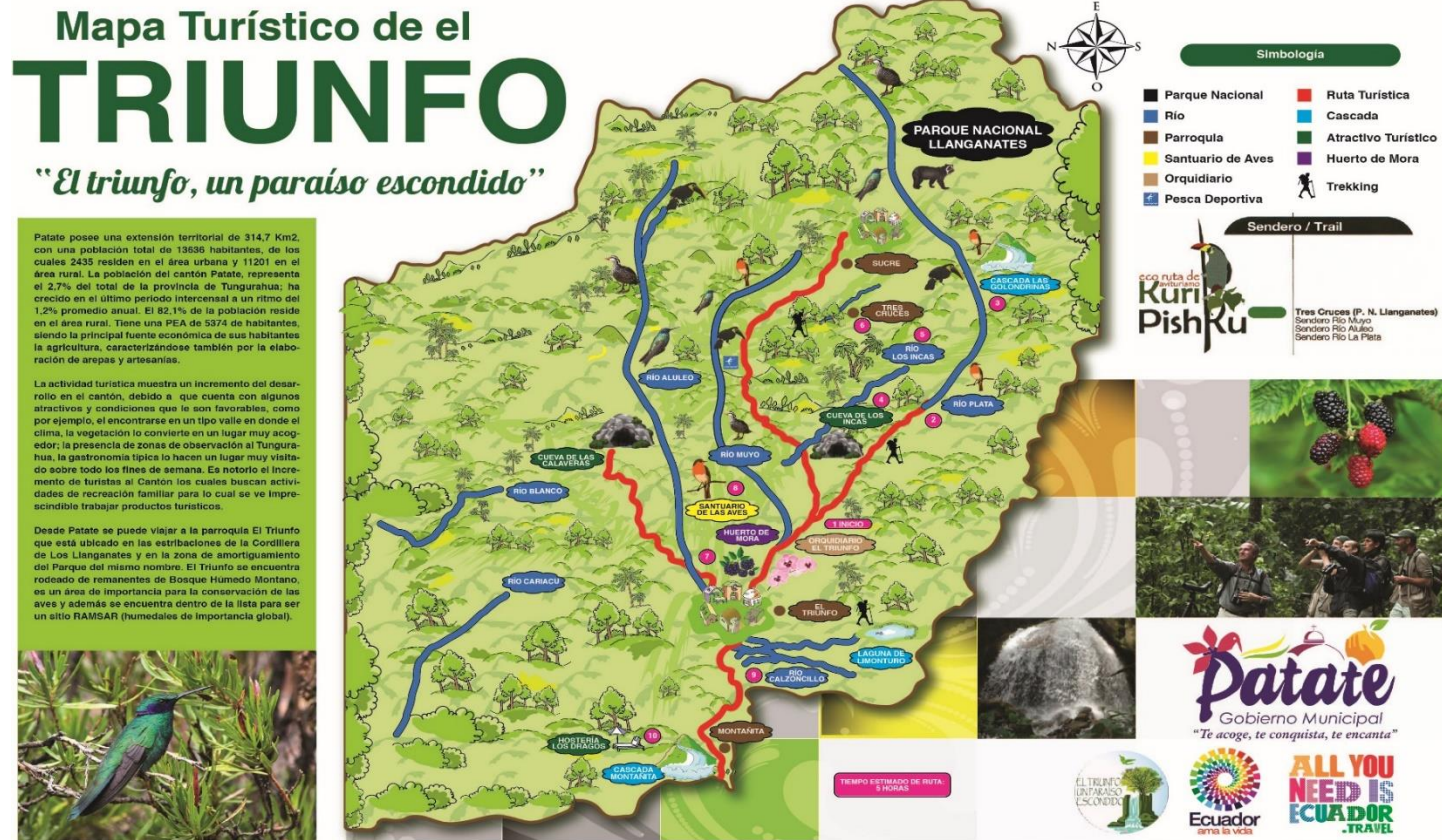 Mapa Turístico de el
TRIUNFO
“El triunfo, un paraíso escondido”
Patate posee una extensión territorial de 314,7 Km2,
con una población total de 13636 habitantes, de los
cuales 2435 residen en el área urbana y 11201 en el
área rural. La población del cantón Patate, representa
el 2,7% del total de la provincia de Tungurahua; ha
crecido en el último periodo intercensal a un ritmo del
1,2% promedio anual. El 82,1% de la población reside
en el área rural. Tiene una PEA de 5374 de habitantes,
siendo la principal fuente económica de sus habitantes
la agricultura, caracterizándose también por la elabo-
ración de arepas y artesanías.
La actividad turística muestra un incremento del desar-
rollo en el cantón, debido a que cuenta con algunos
atractivos y condiciones que le son favorables, como
por ejemplo, el encontrarse en un tipo valle en donde el
clima, la vegetación lo convierte en un lugar muy acog-
edor; la presencia de zonas de observación al Tungura-
hua, la gastronomía típica lo hacen un lugar muy visita-
do sobre todo los fines de semana. Es notorio el incre-
mento de turistas al Cantón los cuales buscan activi-
dades de recreación familiar para lo cual se ve impre-
scindible trabajar productos turísticos.
Desde Patate se puede viajar a la parroquia El Triunfo
que está ubicado en las estribaciones de la Cordillera
de Los Llanganates y en la zona de amortiguamiento
del Parque del mismo nombre. El Triunfo se encuentra
rodeado de remanentes de Bosque Húmedo Montano,
es un área de importancia para la conservación de las
aves y además se encuentra dentro de la lista para ser
un sitio RAMSAR (humedales de importancia global).
E
N
S
O
Simbología
Parque Nacional
Río
Parroquia
Santuario de Aves
Orquidiario
Pesca Deportiva
Ruta Turística
Cascada
Atractivo Turístico
Huerto de Mora
Trekking
Sendero / Trail
eco ruta de
aviturismo
Kuri
Pishku
Tres Cruces (P. N. Llanganates)
Sendero Río Muyo
Sendero Río Aluleo
Sendero Río La Plata
PARQUE NACIONAL
LLANGANATES
SUCRE
CASCADA LAS
GOLONDRINAS
3
TRES
CRUCES
6
5
RÍO
LOS INCAS
RÍO ALULEO
4
RÍO PLATA
CUEVA DE LOS
INCAS
2
CUEVA DE LAS
CALAVERAS
RÍO MUYO
RÍO BLANCO
8
SANTUARIO
DE LAS AVES
1 INICIO
HUERTO DE
MORA
ORQUIDIARIO
EL TRIUNFO
7
RÍO CARIACU
EL
TRIUNFO
LAGUNA DE
LIMONTURO
9
RÍO
CALZONCILLO
MONTAÑITA
10
HOSTERÍA
LOS DRAGOS
CASCADA
MONTAÑITA
TIEMPO ESTIMADO DE RUTA:
5 HORAS
Patate
Gobierno Municipal
“Te acoge, te conquista, te encanta”
EL TRIUNFO
UN PARAÍSO
ESCONDIDO
Ecuador
ama la vida
ALL YOU
NEED IS
ECUADOR
.TRAVEL